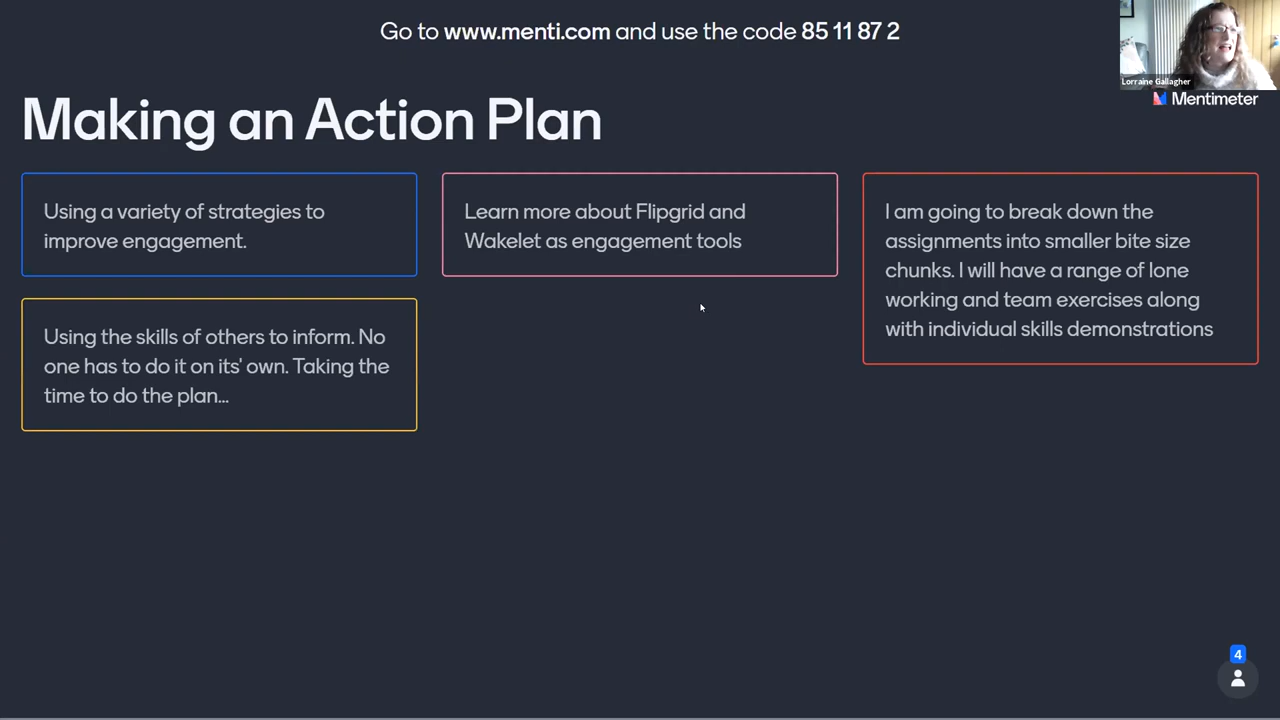 Go to www.menti.com and use the code 85 11 87 2
Lorraine Gallagher
Mentimeter
Making an Action Plan
Using a variety of strategies to
improve engagement.
Learn more about Flipgrid and
Wakelet as engagement tools
I am going to break down the
assignments into smaller bite size
chunks. I will have a range of lone
working and team exercises along
with individual skills demonstrations
Using the skills of others to inform. No
one has to do it on its' own. Taking the
time to do the plan...
4